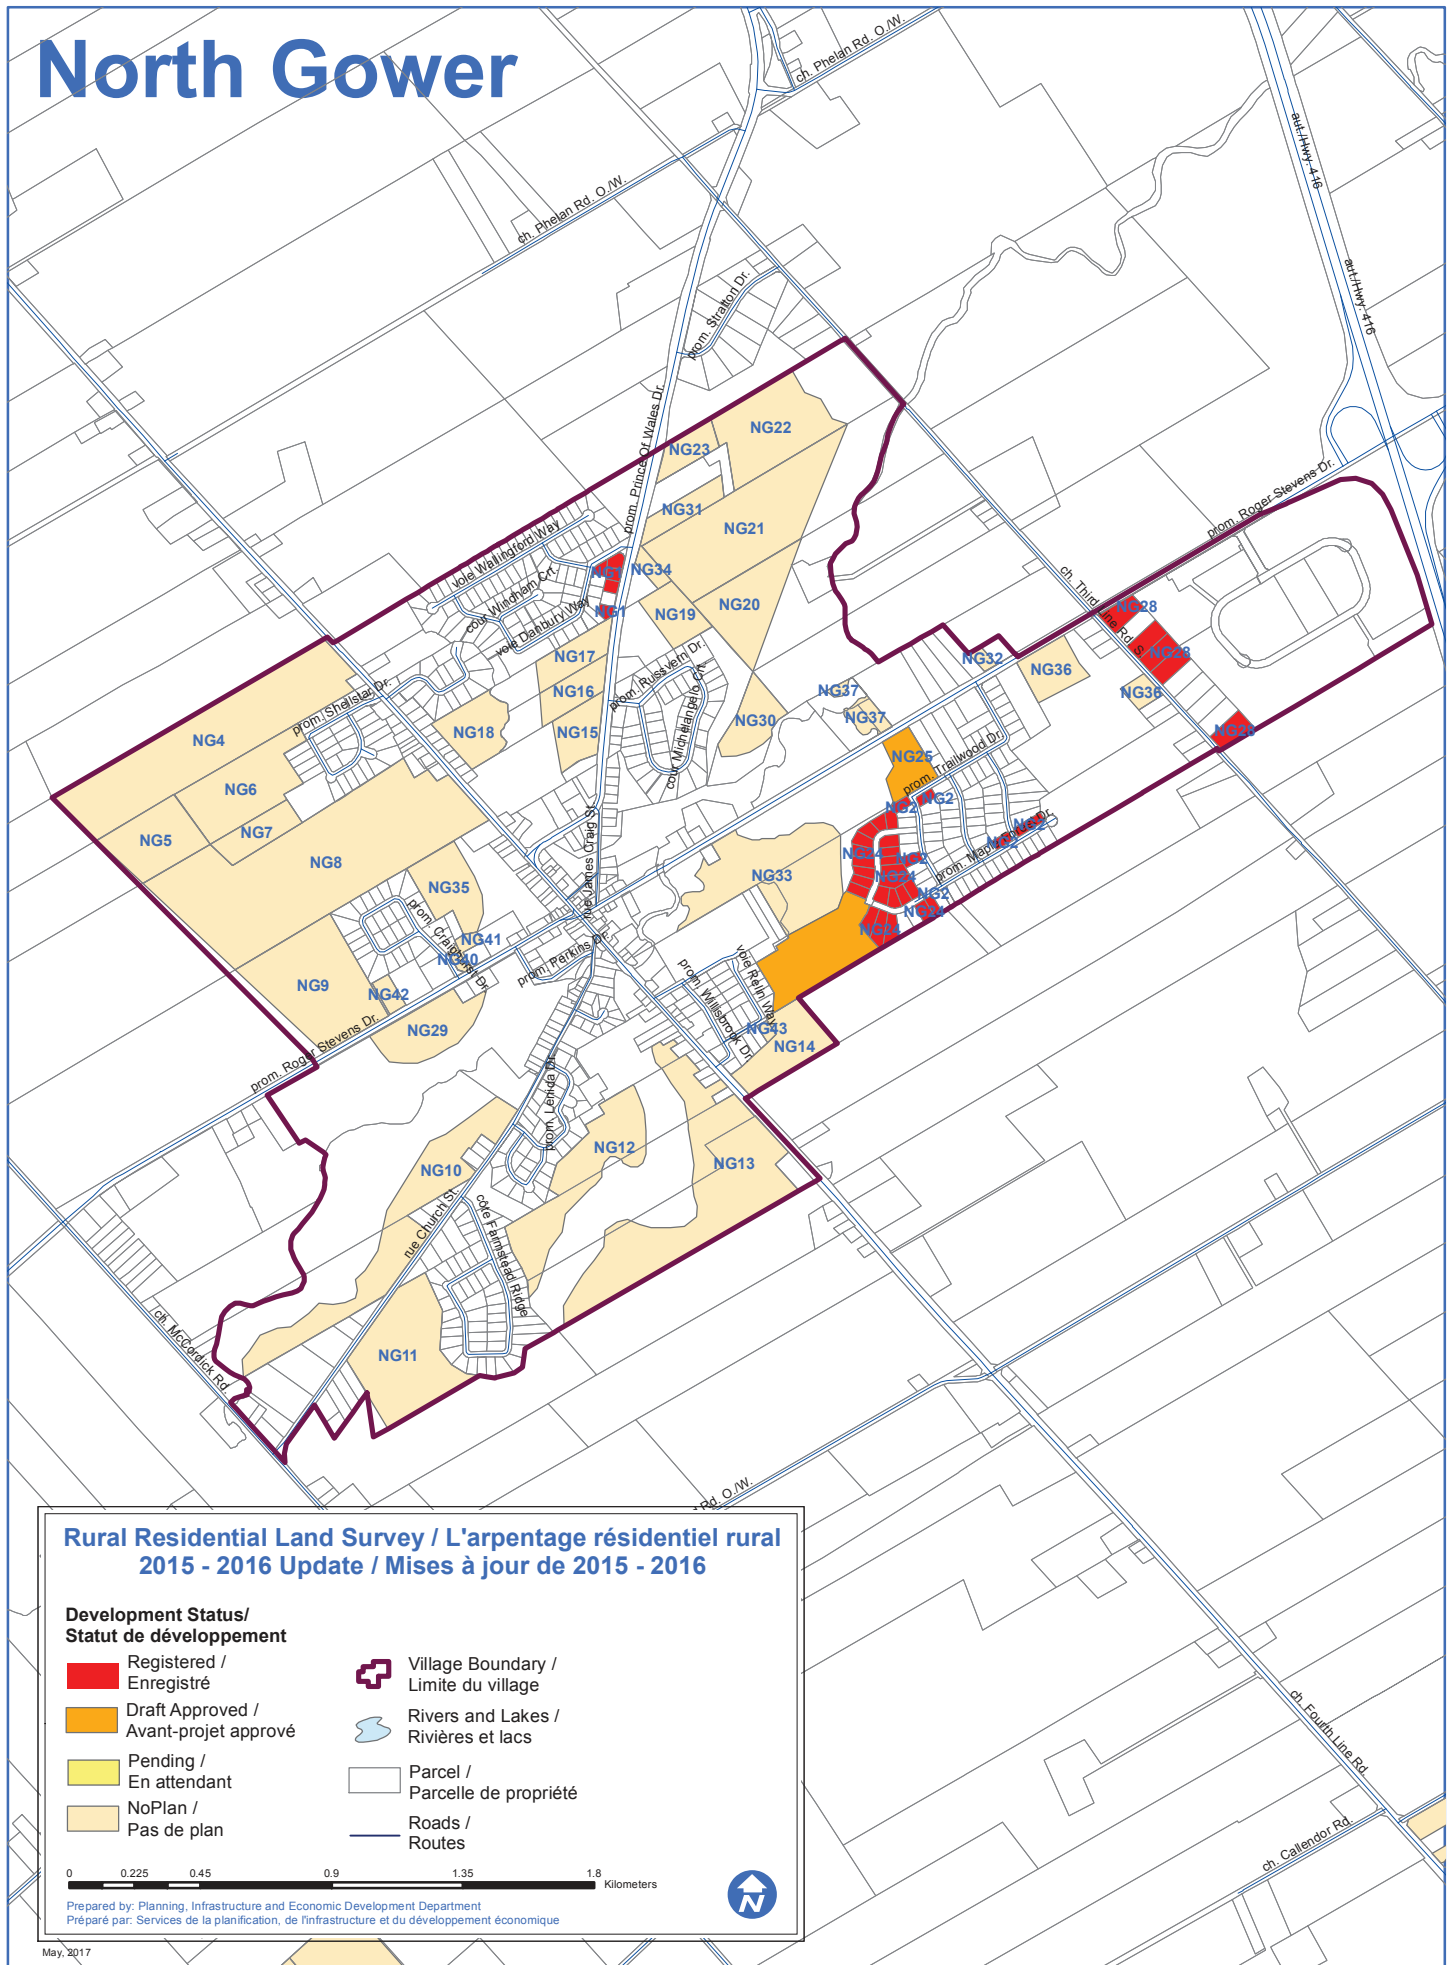 North Gower
ch. Phelan Rd. O./W.
aut./Hwy. 416
ch. Phelan Rd. O./W.
aut./Hwy. 416
prom. Stratton Dr.
prom. Prince Of Wales Dr.
NG22
NG23
prom. Roger Stevens Dr.
NG31
NG21
voie Wallingford Way
NG1
NG34
cour Windham Crt.
ch. Third Line Rd. S.
NG28
voie Danbury Way
NG1
NG19
NG20
NG17
NG32
NG28
prom. Russvern Dr.
NG36
NG16
NG37
NG36
prom. Shellstar Dr.
cour Michelangelo Crt.
NG37
NG30
NG4
NG18
NG15
NG28
NG25
prom. Trailwood Dr.
NG6
NG2
NG2
NG5
NG7
rue James Craig St.
NG2
NG2
NG8
NG24
NG2
prom. Maple
NG33
NG24
NG35
NG2
prom. Craighurst Dr.
NG24
NG24
NG41
NG40
prom. Perkins Dr.
voie Relin Way
NG9
prom. Willisbrook Dr.
NG42
NG29
prom. Roger Stevens Dr.
NG43
NG14
prom. Lenida Dr.
NG12
NG10
NG13
rue Church St.
côte Farmstead Ridge
ch. McCordick Rd.
NG11
Rd. O./W.
ch. Fourth Line Rd.
ch. Callendor Rd.
Rural Residential Land Survey / L'arpentage résidentiel rural
2015 - 2016 Update / Mises à jour de 2015 - 2016
Development Status/
Statut de développement
Registered /
Enregistré
Draft Approved /
Avant-projet apprové
Pending /
En attendant
NoPlan /
Pas de plan
Village Boundary /
Limite du village
Rivers and Lakes /
Rivières et lacs
Parcel /
Parcelle de propriété
Roads /
Routes
0 0.225 0.45 0.9 1.35 1.8
Kilometers
N
Prepared by: Planning, Infrastructure and Economic Development Department
Préparé par: Services de la planification, de l'infrastructure et du développement économique
May, 2017